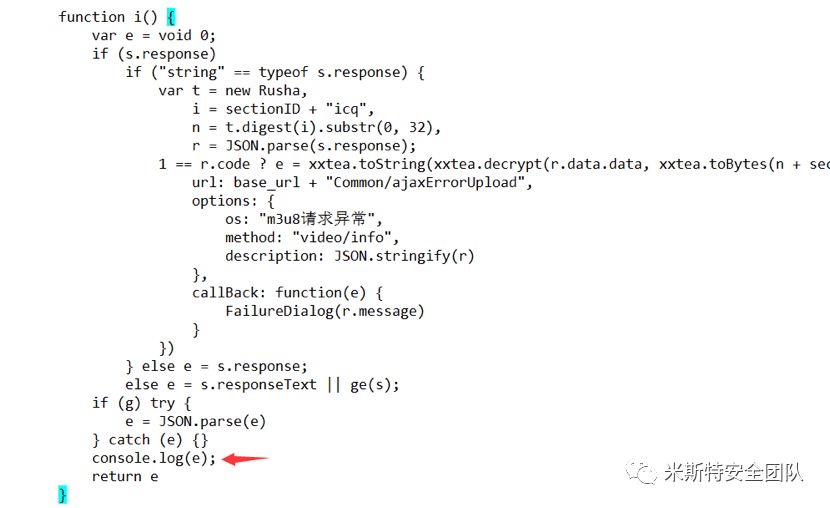 function i() {
var e = void 0;
if (s.response)
if ("string" == typeof s.response) {
var t = new Rusha,
i = sectionID + "icq",
n = t.digest(i).substr(0, 32),
r = JSON.parse(s.response);
1 == r.code ? e = xxtea.toString(xxtea.decrypt(r.data.data, xxtea.toBytes(n + sec
url: base_url + "Common/ajaxErrorUpload",
options: {
os: "m3u8请求异常",
method: "video/info",
description: JSON.stringify(r)
},
callBack: function(e) {
FailureDialog(r.message)
}
})
} else e = s.response;
else e = s.responseText || ge(s);
if (g) try {
e = JSON.parse(e)
} catch (e) {}
console.log(e);
return e
}
米斯特安全团队